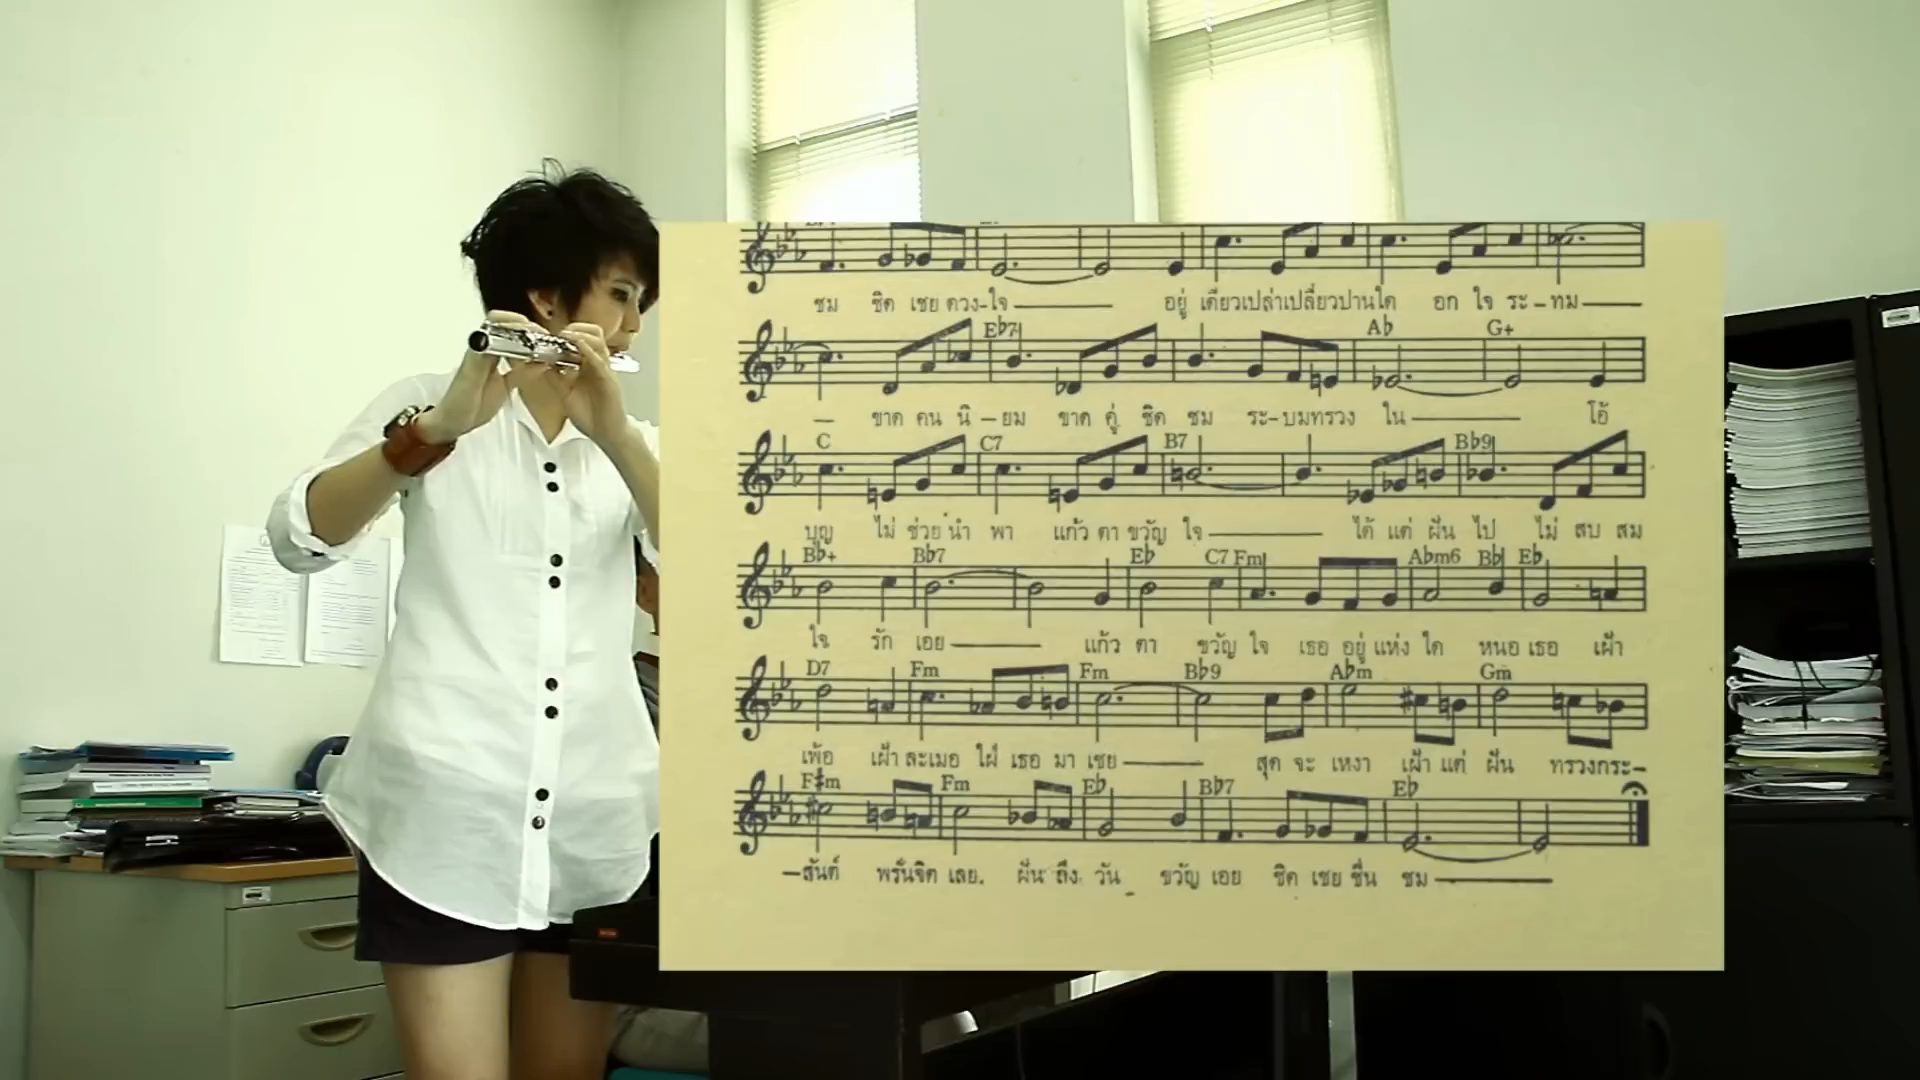 ชม ชิด เชย ดวง-ใจ อยู่ เดียวเปล่าเปลี่ยวปานใด อก ใจ ระ-ทม
Eb7 Ab G+
ขาด คน นิ-ยม ขาด คู่ ชิด ชม ระ-บมทรวง ใน โอ้
C C7 B7 Bb9
บุญ ไม่ ช่วย นำ พา แก้ว ตา ขวัญ ใจ ได้ แต่ ฝัน ไป ไม่ สบ สม
Bb+ Bb7 Eb C7 Fm Abm6 Bb Eb
ใจ รัก เอย แก้ว ตา ขวัญ ใจ เธอ อยู่ แห่ง ใด หนอ เธอ เฝ้า
D7 Fm Fm Bb9 Abm Gm
เพ้อ เฝ้า ละเมอ ใฝ่ เธอ มา เชย สุด จะ เหงา เฝ้า แต่ ฝัน ทรวงกระ-
F#m Fm Eb Bb7 Eb
-สันต์ พรั่นจิต เลย. ฝันถึง วัน ขวัญ เอย ชิด เชย ชื่น ชม